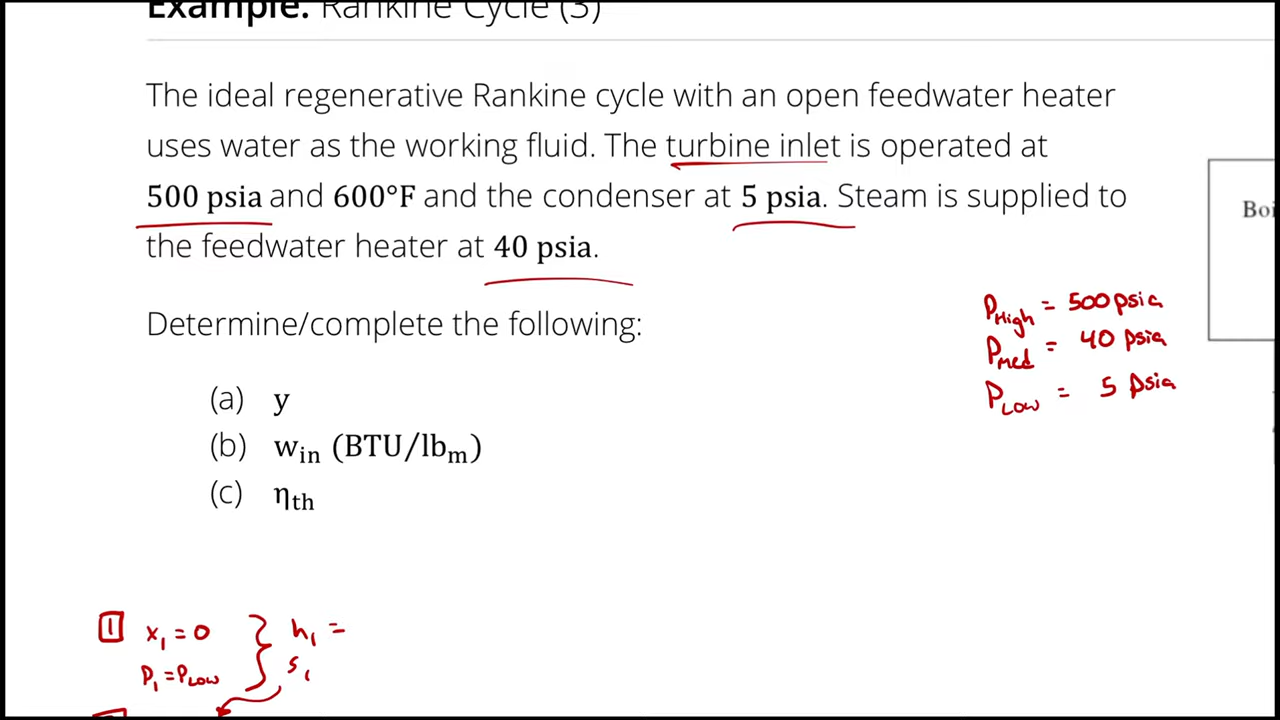 Example: Rankine Cycle (3)
The ideal regenerative Rankine cycle with an open feedwater heater
uses water as the working fluid. The turbine inlet is operated at
500 psia and 600°F and the condenser at 5 psia. Steam is supplied to
the feedwater heater at 40 psia.
Boi
P_High = 500 psia
Determine/complete the following:
P_med = 40 psia
P_Low = 5 psia
(a) y
(b) w_in (BTU/lb_m)
(c) η_th
1 x_1 = 0 } h_1 =
P_1 = P_Low s_1